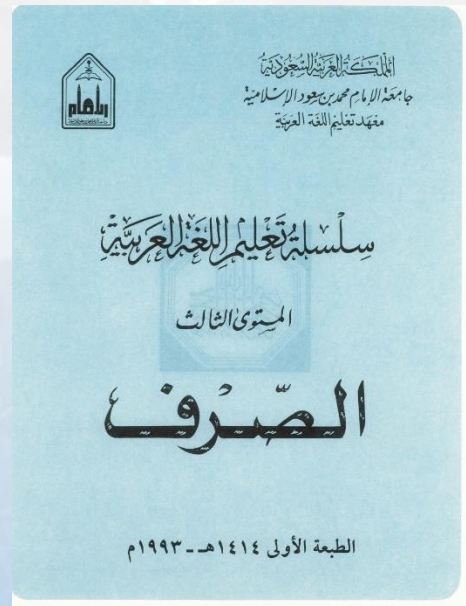 المملكة العربية السعودية
جامعة الإمام محمد بن سعود الإسلامية
معهد تعليم اللغة العربية
سلسلة تعليم اللغة العربية
المستوى الثالث
الصّرْف
الطبعة الأولى ١٤١٤هـ - ١٩٩٣م